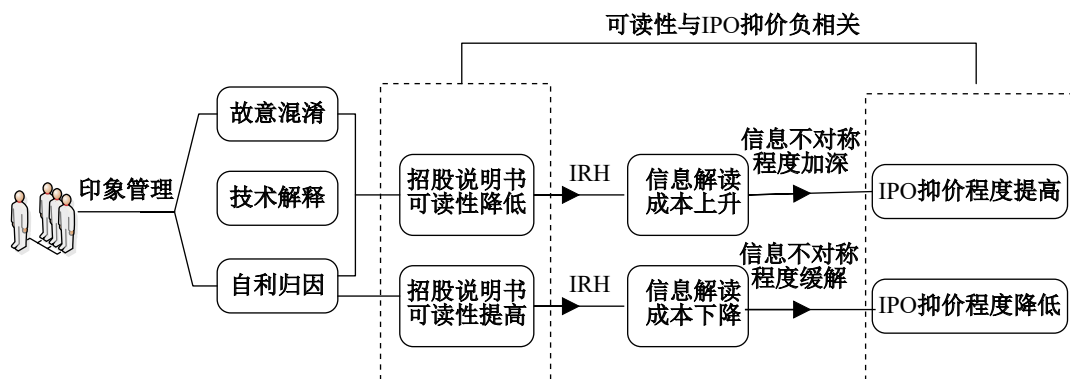 可读性与IPO抑价负相关
印象管理
故意混淆
技术解释
自利归因
招股说明书
可读性降低
IRH
信息解读
成本上升
信息不对称
程度加深
IPO抑价程度提高
招股说明书
可读性提高
IRH
信息解读
成本下降
信息不对称
程度缓解
IPO抑价程度降低